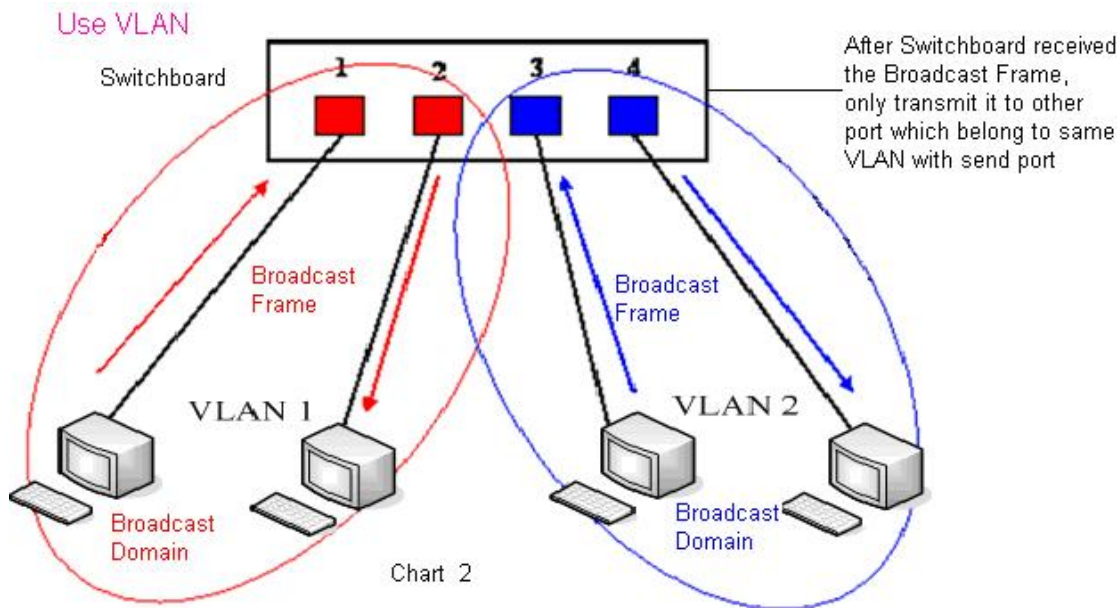 Use VLAN
Switchboard
1 2 3 4
After Switchboard received
the Broadcast Frame,
only transmit it to other
port which belong to same
VLAN with send port
Broadcast
Frame
Broadcast
Frame
VLAN 1
VLAN 2
Broadcast
Domain
Broadcast
Domain
Chart 2